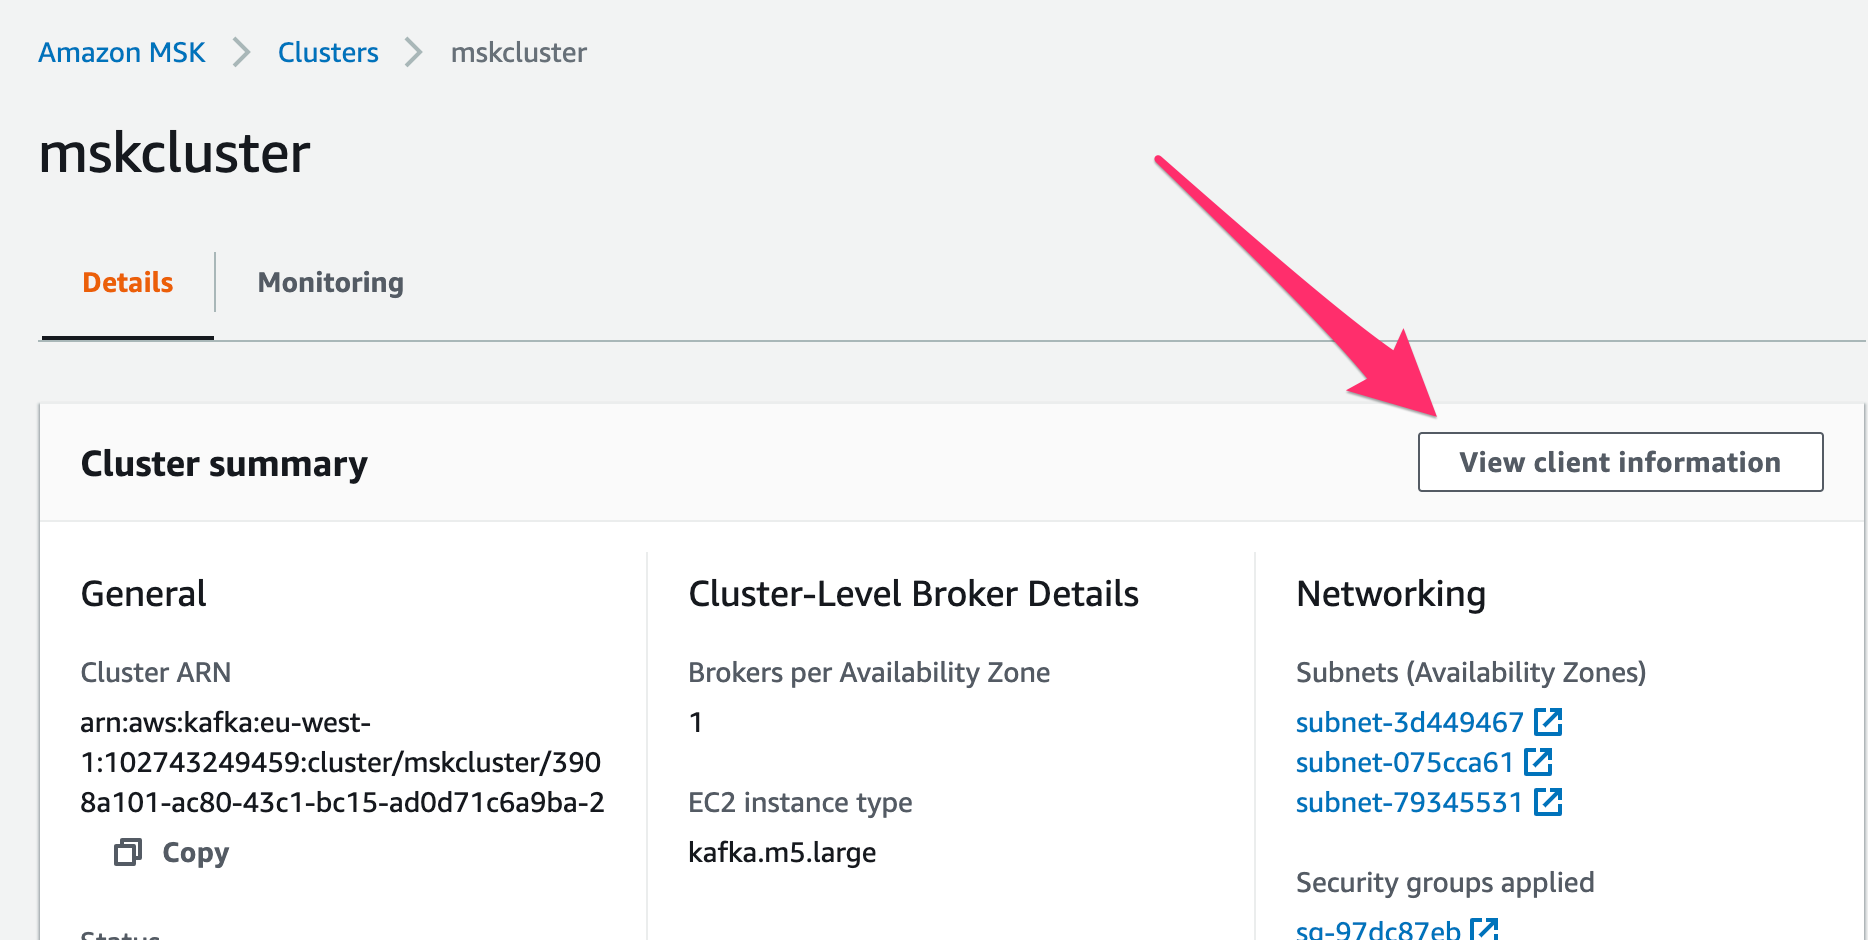 Amazon MSK > Clusters > mskcluster
mskcluster
Details
Monitoring
Cluster summary
View client information
General
Cluster ARN
arn:aws:kafka:eu-west-
1:102743249459:cluster/mskcluster/390
8a101-ac80-43c1-bc15-ad0d71c6a9ba-2
Copy
Status
Cluster-Level Broker Details
Brokers per Availability Zone
1
EC2 instance type
kafka.m5.large
Networking
Subnets (Availability Zones)
subnet-3d449467
subnet-075cca61
subnet-79345531
Security groups applied
sg-97dc87eb